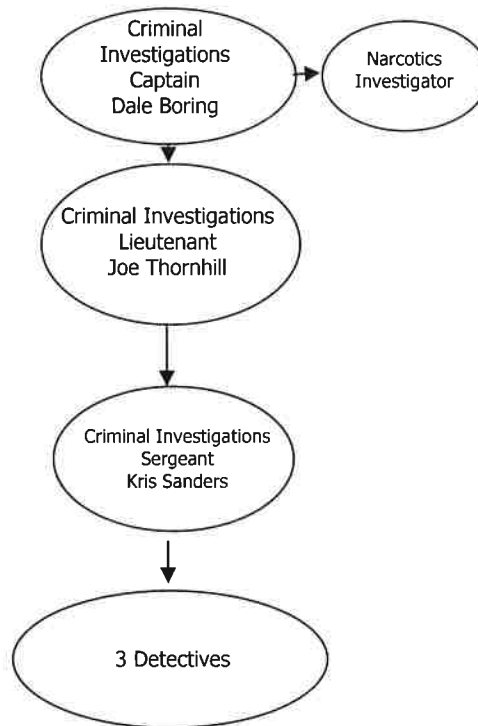 Criminal
Investigations
Captain
Dale Boring
Narcotics
Investigator
Criminal Investigations
Lieutenant
Joe Thornhill
Criminal Investigations
Sergeant
Kris Sanders
3 Detectives